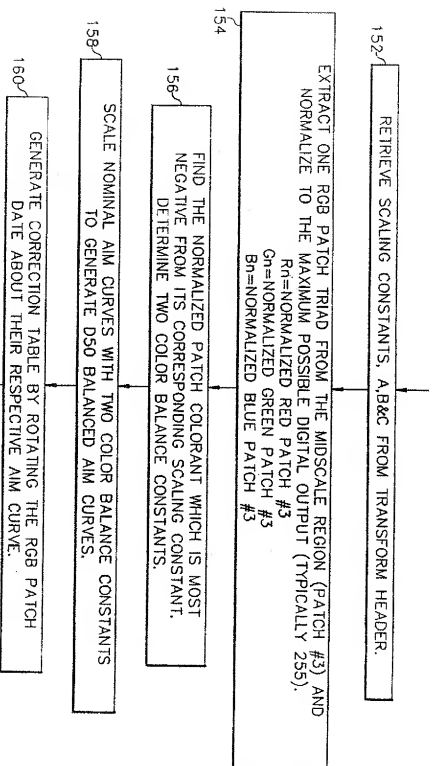 152
RETRIEVE SCALING CONSTANTS, A,B&C FROM TRANSFORM HEADER.
154
EXTRACT ONE RGB PATCH TRIAD FROM THE MIDSCALE REGION (PATCH #3) AND
NORMALIZE TO THE MAXIMUM POSSIBLE DIGITAL OUTPUT (TYPICALLY 255).
Rn=NORMALIZED RED PATCH #3
Gn=NORMALIZED GREEN PATCH #3
Bn=NORMALIZED BLUE PATCH #3
156
FIND THE NORMALIZED PATCH COLORANT WHICH IS MOST
NEGATIVE FROM ITS CORRESPONDING SCALING CONSTANT.
DETERMINE TWO COLOR BALANCE CONSTANTS.
158
SCALE NOMINAL AIM CURVES WITH TWO COLOR BALANCE CONSTANTS
TO GENERATE D50 BALANCED AIM CURVES.
160
GENERATE CORRECTION TABLE BY ROTATING THE RGB PATCH
DATE ABOUT THEIR RESPECTIVE AIM CURVE.